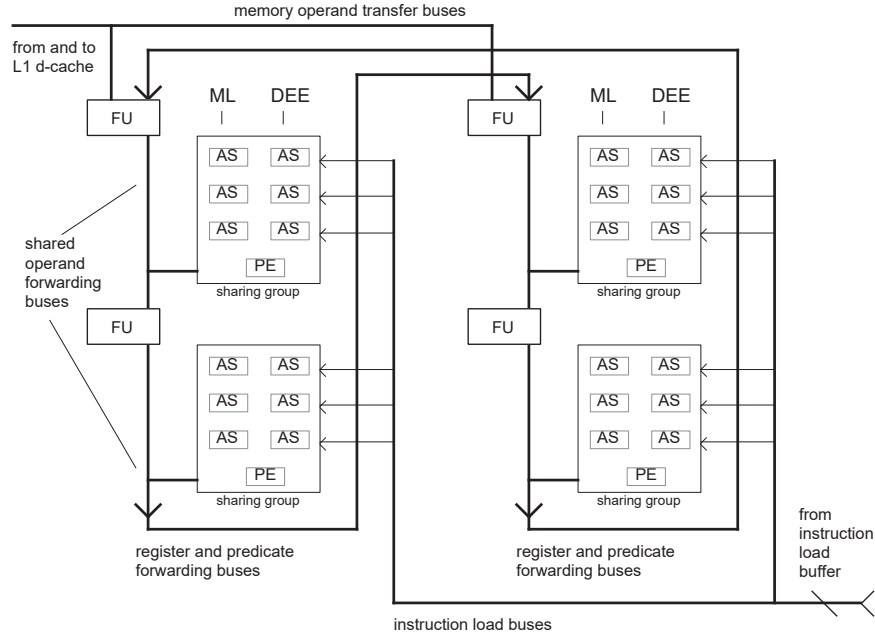 memory operand transfer buses
from and to
L1 d-cache
ML
DEE
ML
DEE
FU
FU
AS
AS
AS
AS
AS
AS
PE
sharing group
AS
AS
AS
AS
AS
AS
PE
sharing group
shared
operand
forwarding
buses
FU
FU
AS
AS
AS
AS
AS
AS
PE
sharing group
AS
AS
AS
AS
AS
AS
PE
sharing group
register and predicate
forwarding buses
register and predicate
forwarding buses
from
instruction
load
buffer
instruction load buses